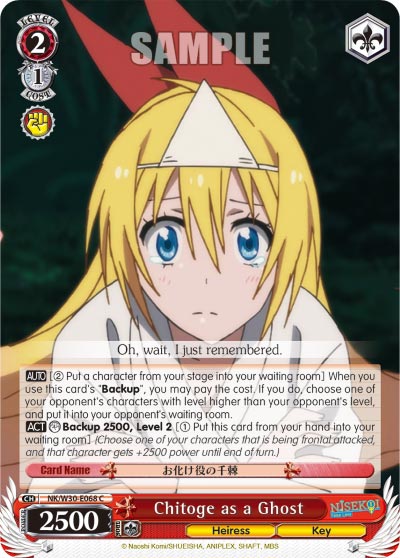 LEVEL
2
SAMPLE
1
COST
Oh, wait, I just remembered.
AUTO [② Put a character from your stage into your waiting room] When you
use this card's "Backup", you may pay the cost. If you do, choose one of
your opponent's characters with level higher than your opponent's level,
and put it into your opponent's waiting room.
ACT Backup 2500, Level 2 [① Put this card from your hand into your
waiting room] (Choose one of your characters that is being frontal attacked,
and that character gets +2500 power until end of turn.)
Card Name お化け役の千棘
CH NK/W30-E068 C
POWER 2500
Chitoge as a Ghost
NISEKOI
Heiress Key
© Naoshi Komi/SHUEISHA, ANIPLEX, SHAFT, MBS